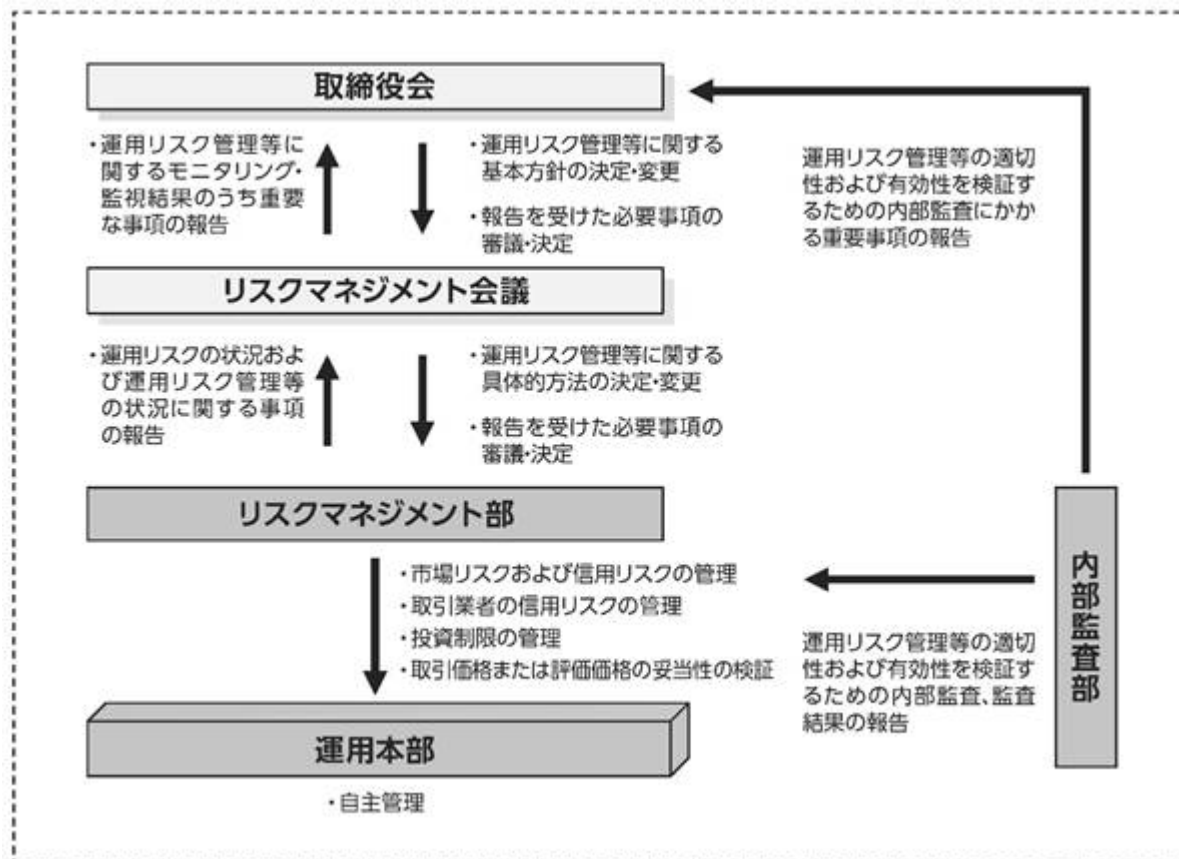 取締役会
・運用リスク管理等に
関するモニタリング・
監視結果のうち重要
な事項の報告
・運用リスク管理等に関する
基本方針の決定・変更
・報告を受けた必要事項の
審議・決定
運用リスク管理等の適切
性および有効性を検証す
るための内部監査にかか
る重要事項の報告
リスクマネジメント会議
・運用リスクの状況およ
び運用リスク管理等
の状況に関する事項
の報告
・運用リスク管理等に関する
具体的方法の決定・変更
・報告を受けた必要事項の
審議・決定
リスクマネジメント部
・市場リスクおよび信用リスクの管理
・取引業者の信用リスクの管理
・投資制限の管理
・取引価格または評価価格の妥当性の検証
内部監査部
運用リスク管理等の適切
性および有効性を検証す
るための内部監査、監査
結果の報告
運用本部
・自主管理